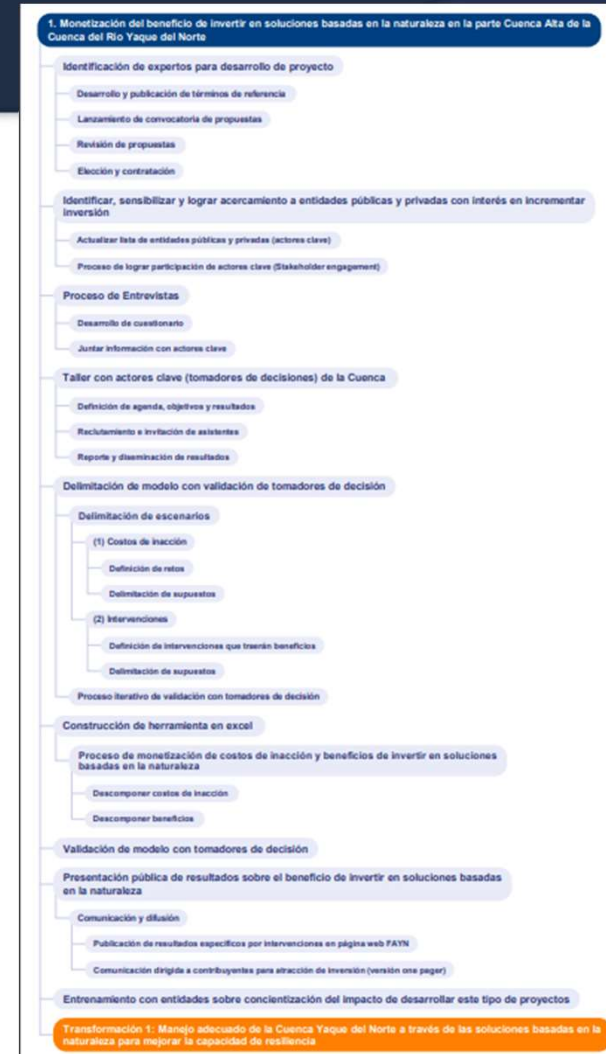 1. Monetización del beneficio de invertir en soluciones basadas en la naturaleza en la parte Cuenca Alta de la
Cuenca del Río Yaque del Norte
Identificación de expertos para desarrollo de proyecto
Desarrollo y publicación de términos de referencia
Lanzamiento de convocatoria de propuestas
Revisión de propuestas
Elección y contratación
Identificar, sensibilizar y lograr acercamiento a entidades públicas y privadas con interés en incrementar
inversión
Actualizar lista de entidades públicas y privadas (actores clave)
Proceso de lograr participación de actores clave (Stakeholder engagement)
Proceso de Entrevistas
Desarrollo de cuestionario
Juntar información con actores clave
Taller con actores clave (tomadores de decisiones) de la Cuenca
Definición de agenda, objetivos y resultados
Reclutamiento e invitación de asistentes
Reporte y diseminación de resultados
Delimitación de modelo con validación de tomadores de decisión
Delimitación de escenarios
(1) Costos de inacción
Definición de retos
Delimitación de supuestos
(2) Intervenciones
Definición de intervenciones que traerán beneficios
Delimitación de supuestos
Proceso iterativo de validación con tomadores de decisión
Construcción de herramienta en excel
Proceso de monetización de costos de inacción y beneficios de invertir en soluciones
basadas en la naturaleza
Descomponer costos de inacción
Descomponer beneficios
Validación de modelo con tomadores de decisión
Presentación pública de resultados sobre el beneficio de invertir en soluciones basadas
en la naturaleza
Comunicación y difusión
Publicación de resultados específicos por intervenciones en página web FAYN
Comunicación dirigida a contribuyentes para atracción de inversión (versión one pager)
Entrenamiento con entidades sobre concientización del impacto de desarrollar este tipo de proyectos
Transformación 1: Manejo adecuado de la Cuenca Yaque del Norte a través de las soluciones basadas en la
naturaleza para mejorar la capacidad de resiliencia